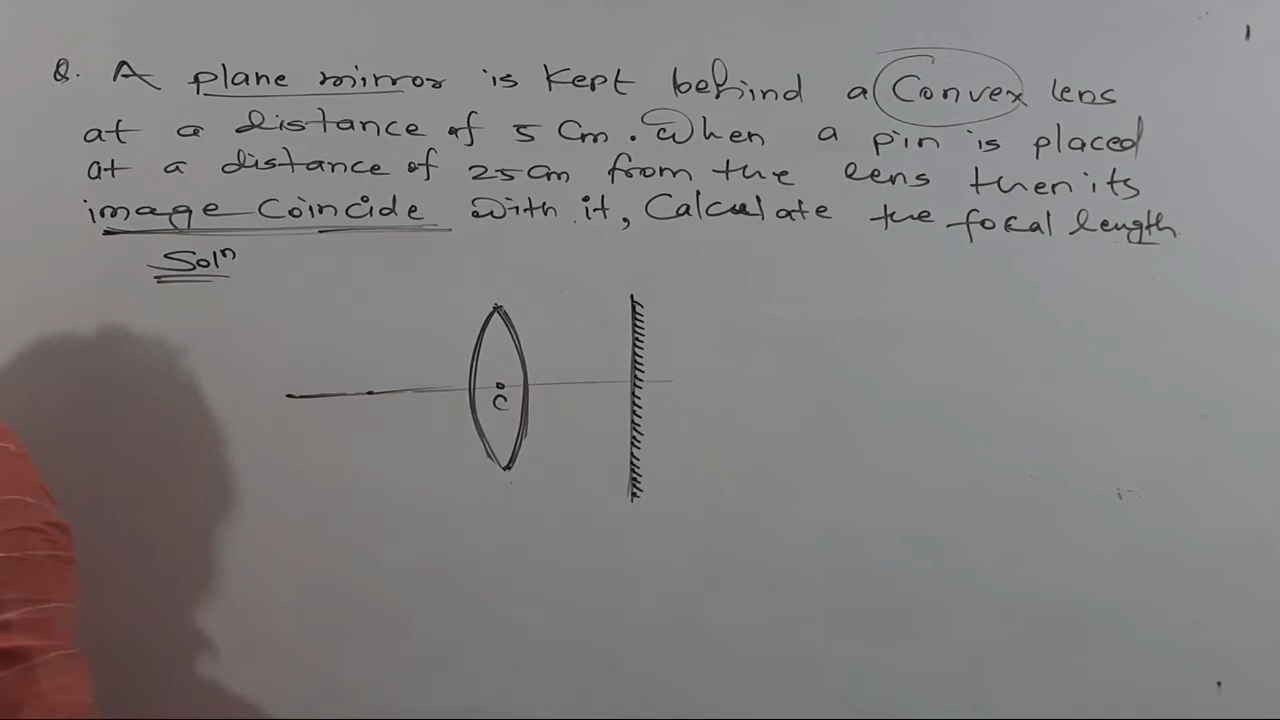 1
Q. A plane mirror is kept behind a Convex lens
at a distance of 5 Cm. When a pin is placed
at a distance of 25 Cm from the lens then its
image Coincide with it, Calculate the focal length
Solⁿ
C